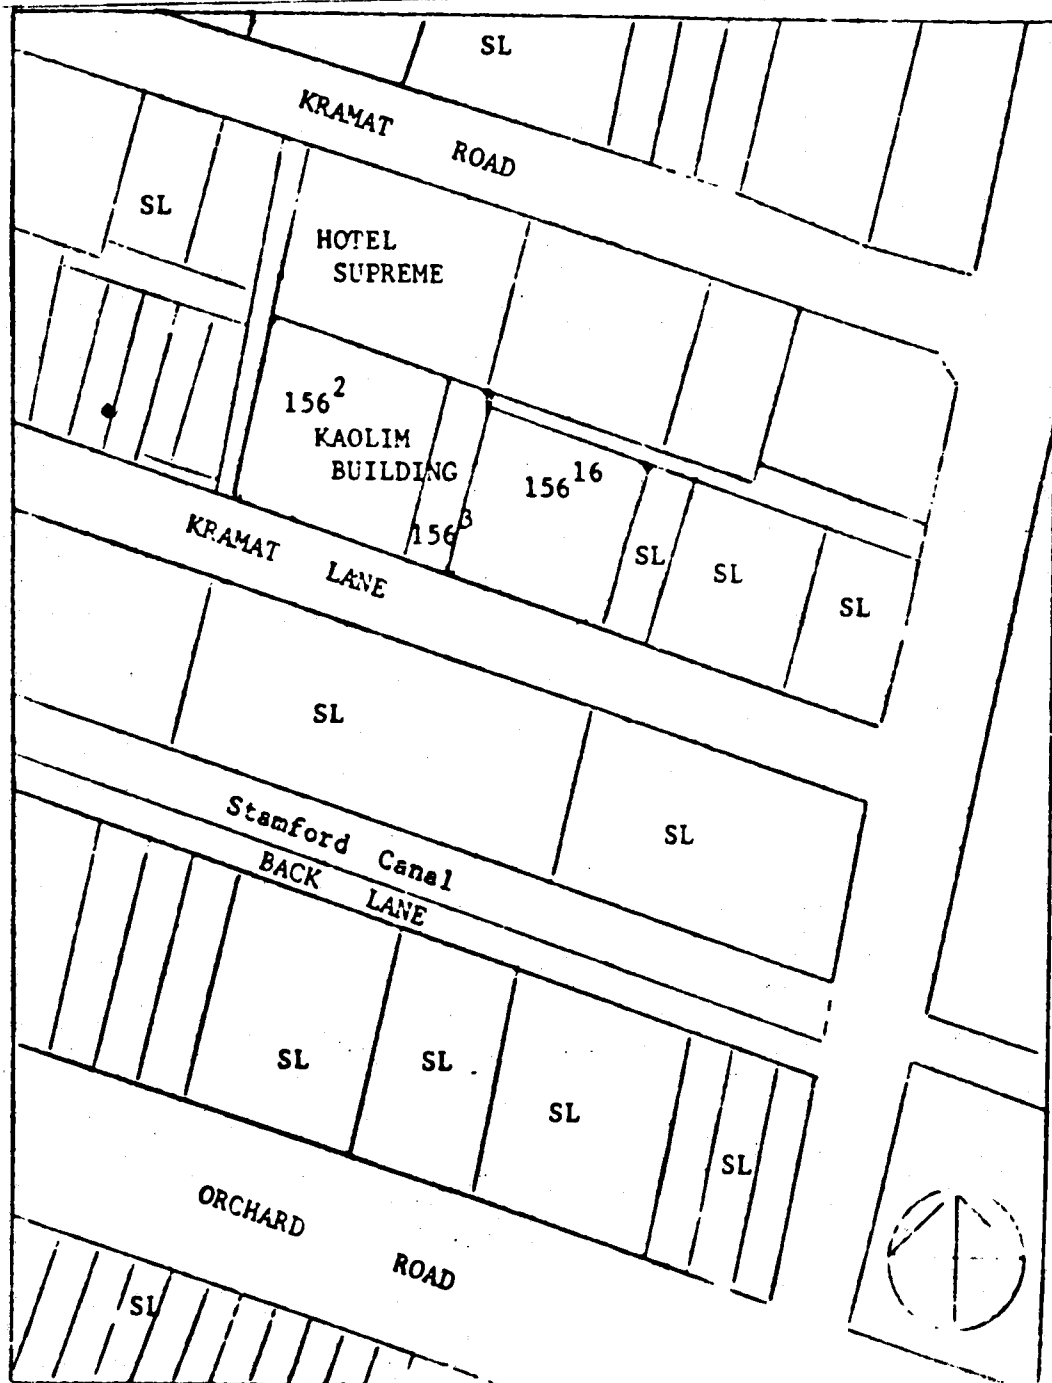 SL
KRAMAT ROAD
SL
HOTEL
SUPREME
156²
KAOLIM
BUILDING
156³
156¹⁶
SL
SL
SL
KRAMAT LANE
SL
SL
Stamford Canal
BACK LANE
SL
SL
SL
SL
ORCHARD ROAD
SL